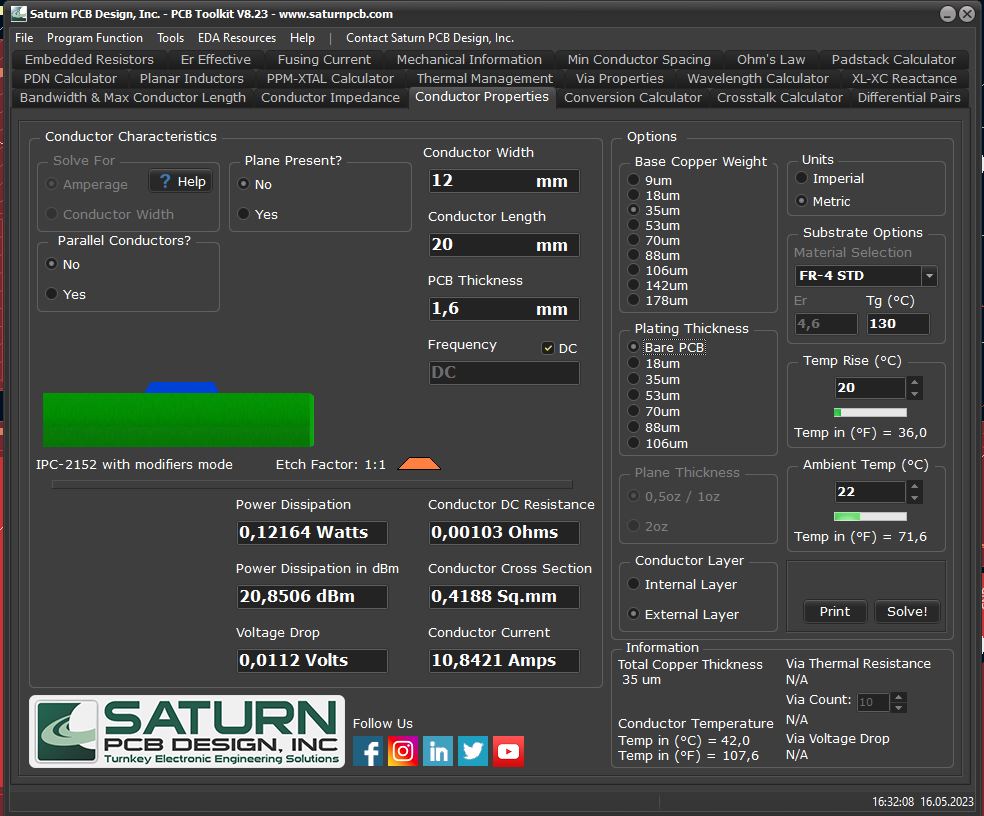 Saturn PCB Design, Inc. - PCB Toolkit V8.23 - www.saturnpcb.com
File Program Function Tools EDA Resources Help | Contact Saturn PCB Design, Inc.
Embedded Resistors Er Effective Fusing Current Mechanical Information Min Conductor Spacing Ohm's Law Padstack Calculator
PDN Calculator Planar Inductors PPM-XTAL Calculator Thermal Management Via Properties Wavelength Calculator XL-XC Reactance
Bandwidth & Max Conductor Length Conductor Impedance Conductor Properties Conversion Calculator Crosstalk Calculator Differential Pairs
Conductor Characteristics
Solve For
Amperage
? Help
Conductor Width
Plane Present?
No
Yes
Parallel Conductors?
No
Yes
Conductor Width
12 mm
Conductor Length
20 mm
PCB Thickness
1,6 mm
Frequency
DC
DC
IPC-2152 with modifiers mode
Etch Factor: 1:1
Power Dissipation
0,12164 Watts
Power Dissipation in dBm
20,8506 dBm
Voltage Drop
0,0112 Volts
Conductor DC Resistance
0,00103 Ohms
Conductor Cross Section
0,4188 Sq.mm
Conductor Current
10,8421 Amps
Options
Base Copper Weight
9um
18um
35um
53um
70um
88um
106um
142um
178um
Plating Thickness
Bare PCB
18um
35um
53um
70um
88um
106um
Plane Thickness
0,5oz / 1oz
2oz
Conductor Layer
Internal Layer
External Layer
Units
Imperial
Metric
Substrate Options
Material Selection
FR-4 STD
Er Tg (°C)
4,6 130
Temp Rise (°C)
20
Temp in (°F) = 36,0
Ambient Temp (°C)
22
Temp in (°F) = 71,6
Print Solve!
Information
Total Copper Thickness
35 um
Conductor Temperature
Temp in (°C) = 42,0
Temp in (°F) = 107,6
Via Thermal Resistance
N/A
Via Count: 10
N/A
Via Voltage Drop
N/A
SATURN
PCB DESIGN, INC
Turnkey Electronic Engineering Solutions
Follow Us
16:32:08 16.05.2023